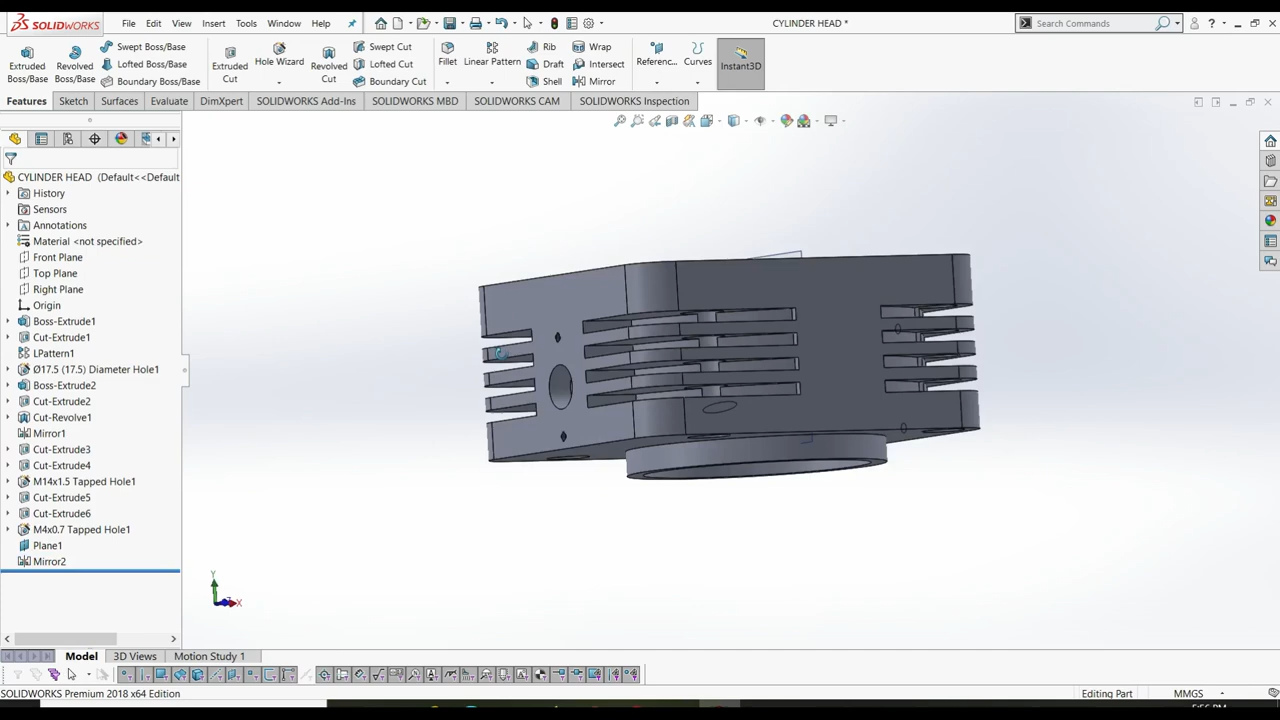 SOLIDWORKS
File Edit View Insert Tools Window Help
CYLINDER HEAD *
Search Commands
Extruded Boss/Base
Revolved Boss/Base
Swept Boss/Base
Lofted Boss/Base
Boundary Boss/Base
Extruded Cut
Hole Wizard
Revolved Cut
Swept Cut
Lofted Cut
Boundary Cut
Fillet
Linear Pattern
Rib
Draft
Shell
Wrap
Intersect
Mirror
Referenc...
Curves
Instant3D
Features Sketch Surfaces Evaluate DimXpert SOLIDWORKS Add-Ins SOLIDWORKS MBD SOLIDWORKS CAM SOLIDWORKS Inspection
CYLINDER HEAD (Default<<Default
History
Sensors
Annotations
Material <not specified>
Front Plane
Top Plane
Right Plane
Origin
Boss-Extrude1
Cut-Extrude1
LPattern1
Ø17.5 (17.5) Diameter Hole1
Boss-Extrude2
Cut-Extrude2
Cut-Revolve1
Mirror1
Cut-Extrude3
Cut-Extrude4
M14x1.5 Tapped Hole1
Cut-Extrude5
Cut-Extrude6
M4x0.7 Tapped Hole1
Plane1
Mirror2
Y
X
Model 3D Views Motion Study 1
SOLIDWORKS Premium 2018 x64 Edition
Editing Part
MMGS